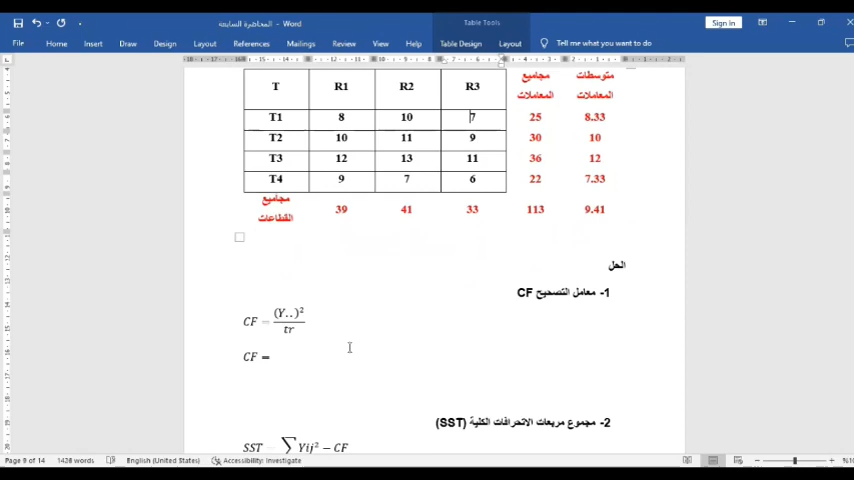 المحاضرة السابعة - Word
Table Tools
Sign in
File Home Insert Draw Design Layout References Mailings Review View Help Table Design Layout Tell me what you want to do
T R1 R2 R3 مجاميع المعاملات متوسطات المعاملات
T1 8 10 7 25 8.33
T2 10 11 9 30 10
T3 12 13 11 36 12
T4 9 7 6 22 7.33
مجاميع القطاعات 39 41 33 113 9.41
الحل
1- معامل التصحيح CF
CF = (Y..)² / tr
CF =
2- مجموع مربعات الانحرافات الكلية (SST)
SST = ∑ Yij² − CF
Page 9 of 14 1428 words English (United States) Accessibility: Investigate